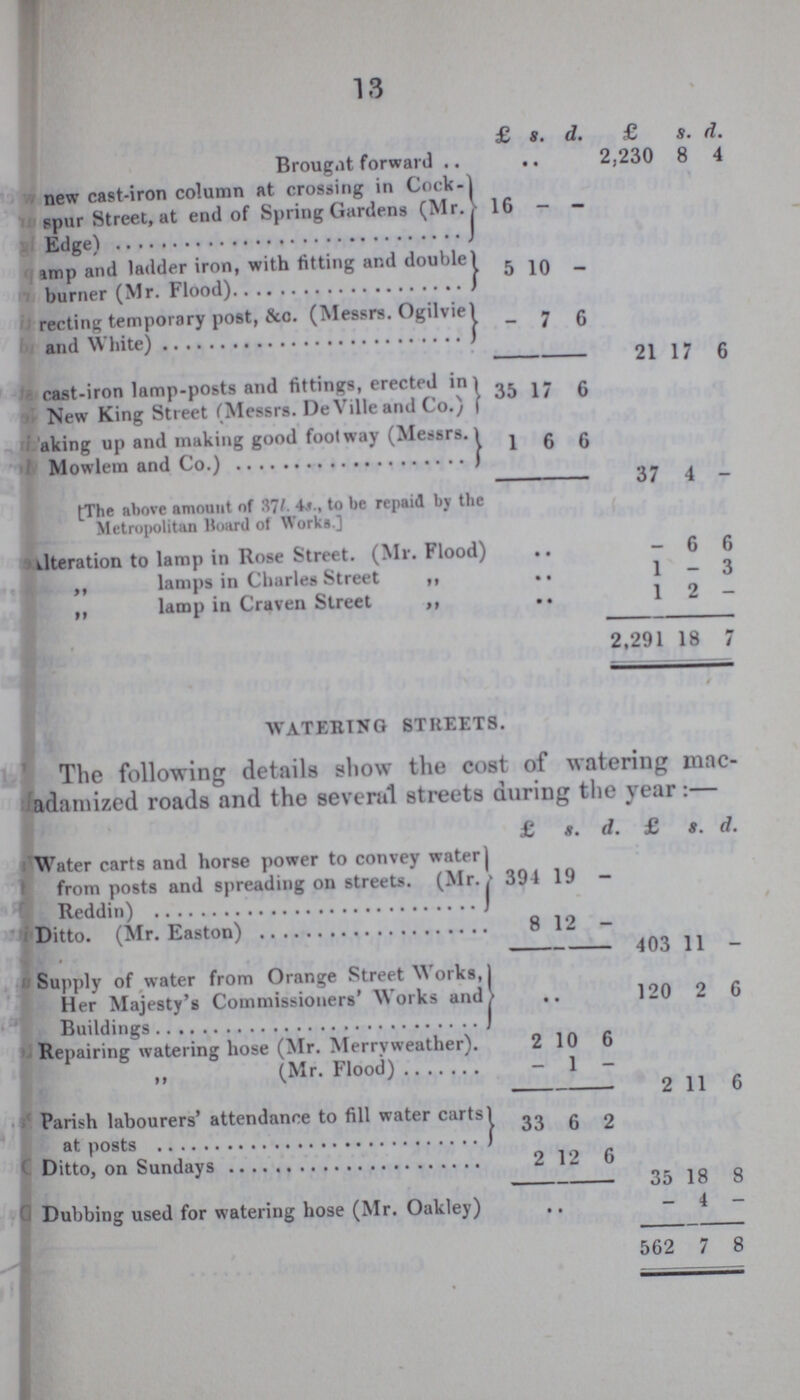 13
£ s. d. £ s. d.
Brought forward .. .. 2,230 8 4
new cast-iron column at crossing in Cock-
spur Street, at end of Spring Gardens (Mr. 16 - -
Edge) ..........
amp and ladder iron, with fitting and double 5 10 -
burner (Mr. Flood)..........
recting temporary post, &c. (Messrs. Ogilvie - 7 6
and White) ..........
21 17 6
cast-iron lamp-posts and fittings, erected in 35 17 6
New King Street (Messrs. DeVille and Co.)
aking up and making good footway (Messrs. 1 6 6
Mowlem and Co.) ..........
37 4 -
[The above amount of 37l. 4s., to be repaid by the
Metropolitan Board of Works.]
lteration to lamp in Rose Street. (Mr. Flood) .. - 6 6
„ lamps in Charles Street „ .. 1 - 3
„ lamp in Craven Street „ .. 1 2 -
2,291 18 7
WATERING STREETS.
The following details show the cost of watering mac-
adamized roads and the several streets during the year :—
£ s. d. £ s. d.
Water carts and horse power to convey water
from posts and spreading on streets. (Mr. 394 19 -
Reddin) ..........
Ditto. (Mr. Easton) .......... 8 12 -
403 11 -
Supply of water from Orange Street Works,
Her Majesty's Commissioners' Works and .. 120 2 6
Buildings ..........
Repairing watering hose (Mr. Merryweather). 2 10 6
„ (Mr. Flood) ....... - 1 -
2 11 6
Parish labourers' attendance to fill water carts 33 6 2
at posts ..........
Ditto, on Sundays .......... 2 12 6
35 18 8
Dubbing used for watering hose (Mr. Oakley) .. - 4 -
562 7 8